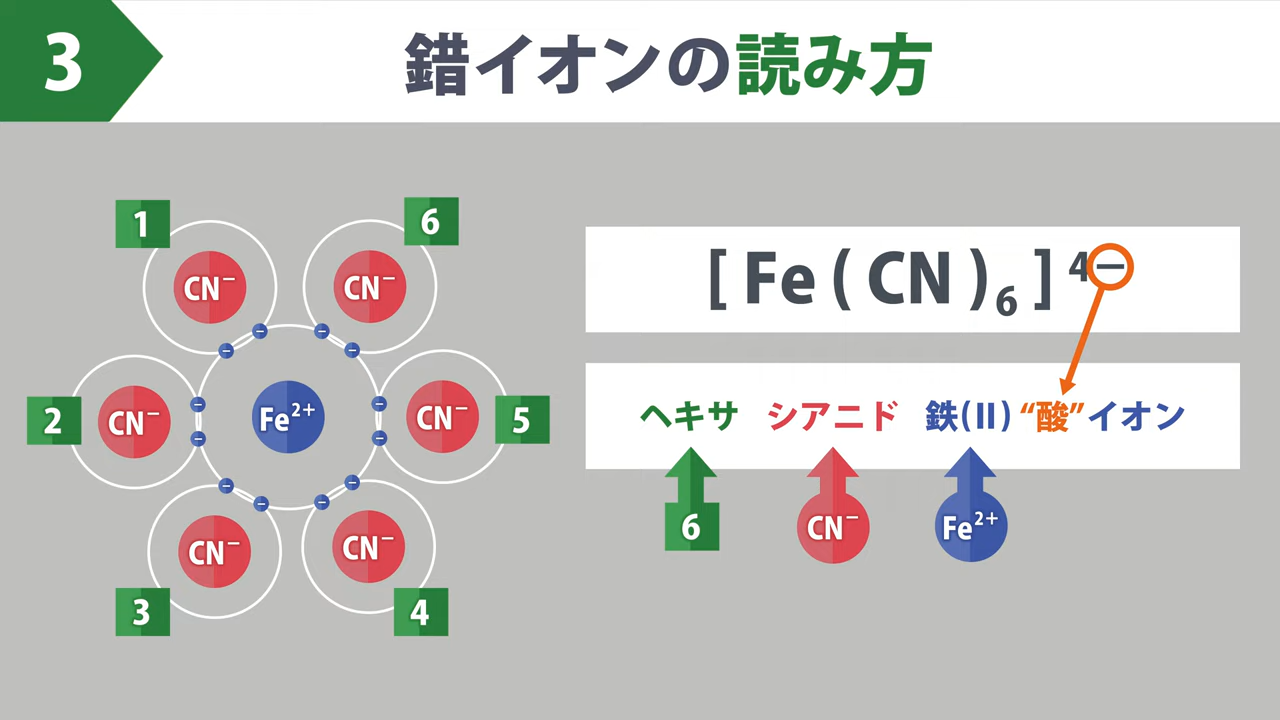 3
錯イオンの読み方
1
6
CN⁻
CN⁻
[Fe(CN)₆]⁴⁻
2
CN⁻
Fe²⁺
CN⁻
5
ヘキサ シアニド 鉄(II)“酸”イオン
6
CN⁻
Fe²⁺
CN⁻
CN⁻
3
4